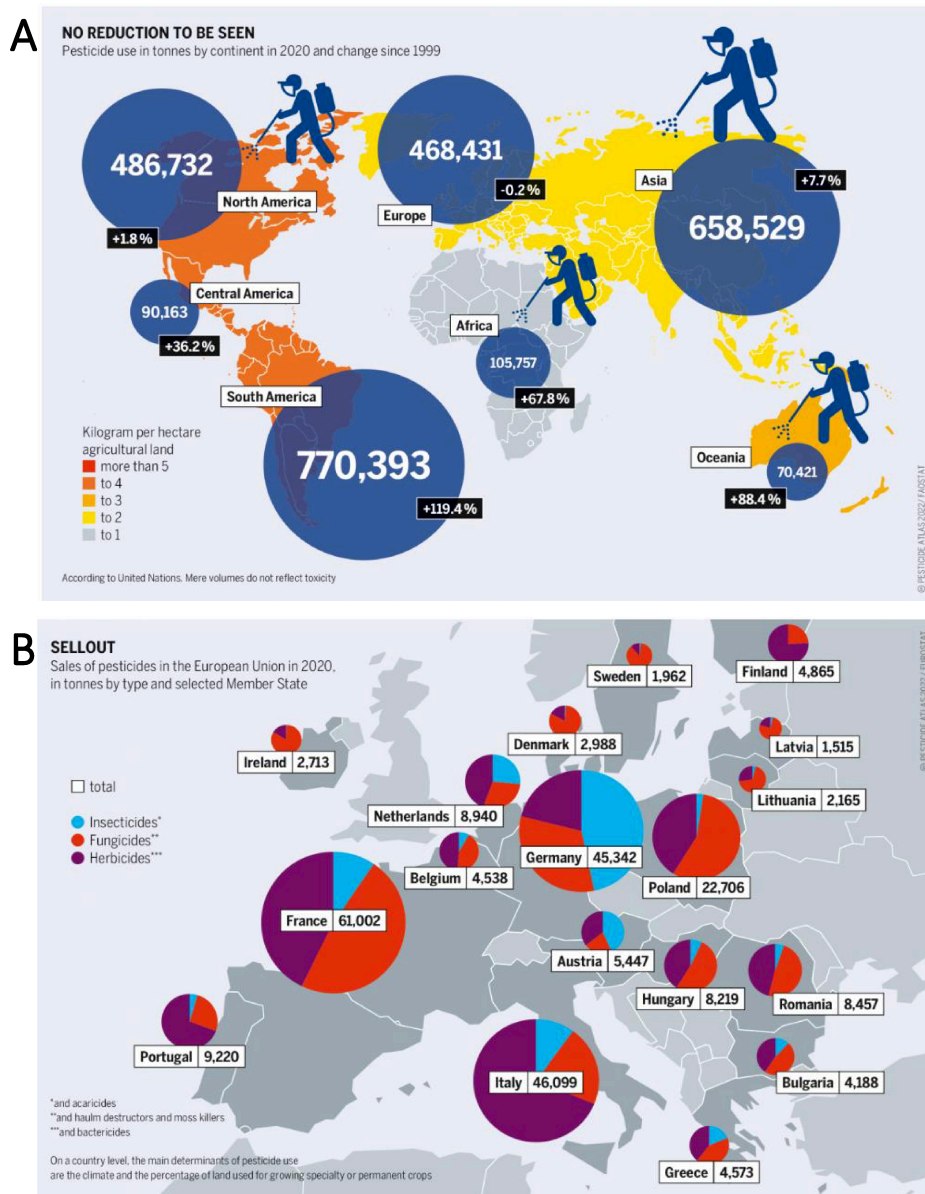 A
NO REDUCTION TO BE SEEN
Pesticide use in tonnes by continent in 2020 and change since 1999
486,732
North America
+1.8 %
468,431
-0.2 %
Europe
Asia
+7.7 %
658,529
Central America
90,163
+36.2 %
Africa
105,757
+67.8 %
South America
770,393
+119.4 %
Oceania
70,421
+88.4 %
Kilogram per hectare
agricultural land
more than 5
to 4
to 3
to 2
to 1
According to United Nations. Mere volumes do not reflect toxicity
© PESTICIDE ATLAS 2022 / FAOSTAT
B
SELLOUT
Sales of pesticides in the European Union in 2020,
in tonnes by type and selected Member State
Sweden 1,962
Finland 4,865
Ireland 2,713
Denmark 2,988
Latvia 1,515
total
Insecticides*
Fungicides**
Herbicides***
Netherlands 8,940
Lithuania 2,165
Germany 45,342
Belgium 4,538
Poland 22,706
France 61,002
Austria 5,447
Hungary 8,219
Romania 8,457
Portugal 9,220
Italy 46,099
Bulgaria 4,188
Greece 4,573
*and acaricides
**and haulm destructors and moss killers
***and bactericides
On a country level, the main determinants of pesticide use
are the climate and the percentage of land used for growing specialty or permanent crops
© PESTICIDE ATLAS 2022 / EUROSTAT